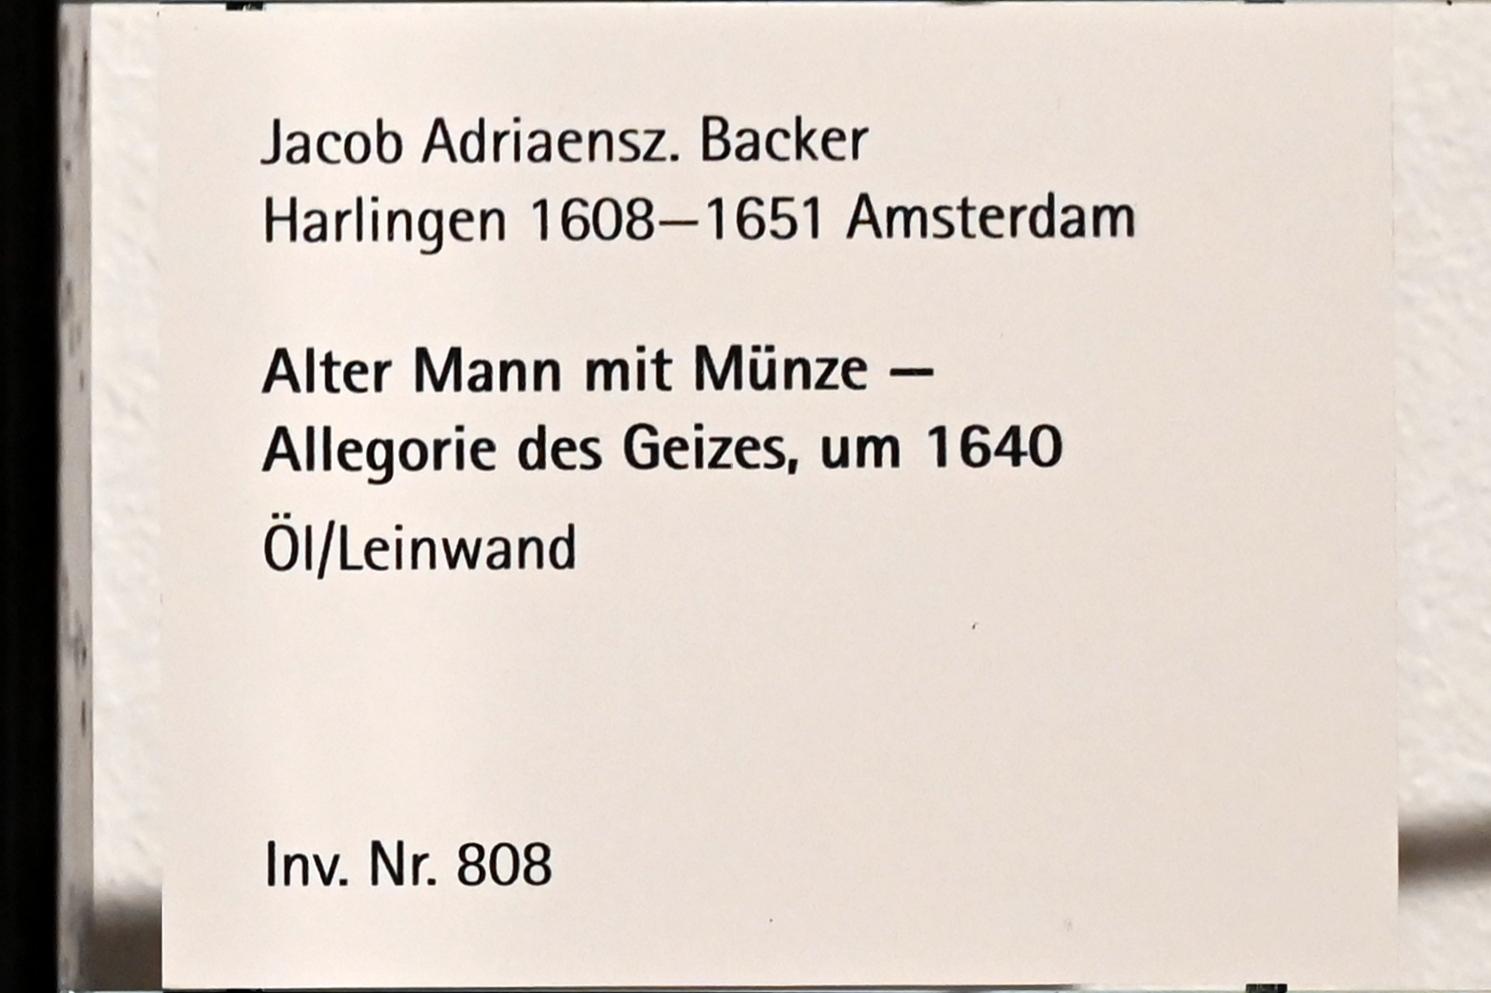 Jacob Adriaensz. Backer
Harlingen 1608–1651 Amsterdam
Alter Mann mit Münze –
Allegorie des Geizes, um 1640
Öl/Leinwand
Inv. Nr. 808